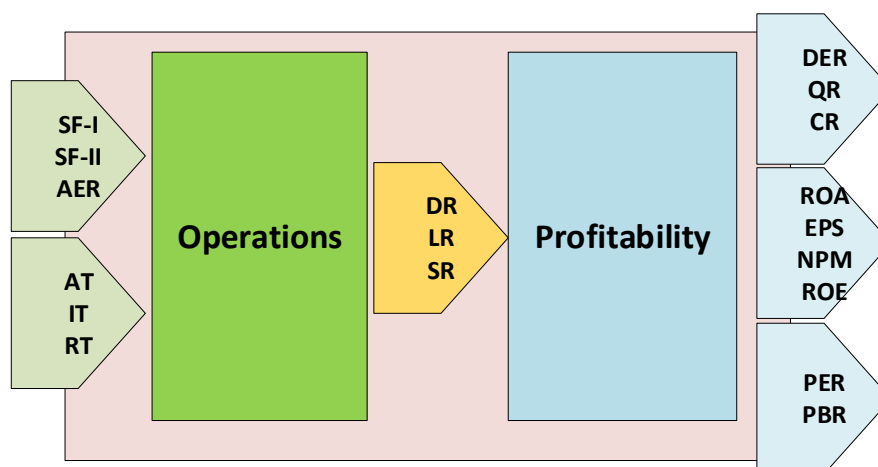 SF-I
SF-II
AER
AT
IT
RT
Operations
DR
LR
SR
Profitability
DER
QR
CR
ROA
EPS
NPM
ROE
PER
PBR